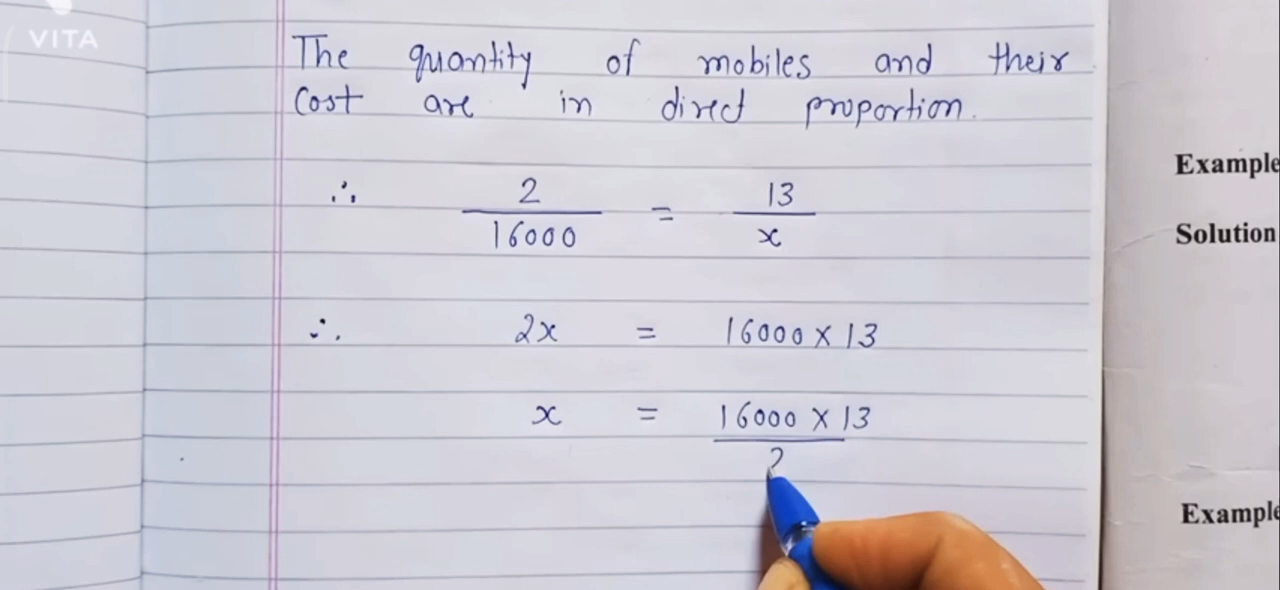 VITA
The quantity of mobiles and their
cost are in direct proportion.
∴ 2/16000 = 13/x
∴ 2x = 16000 × 13
x = 16000 × 13 / 2
Example
Solution
Example